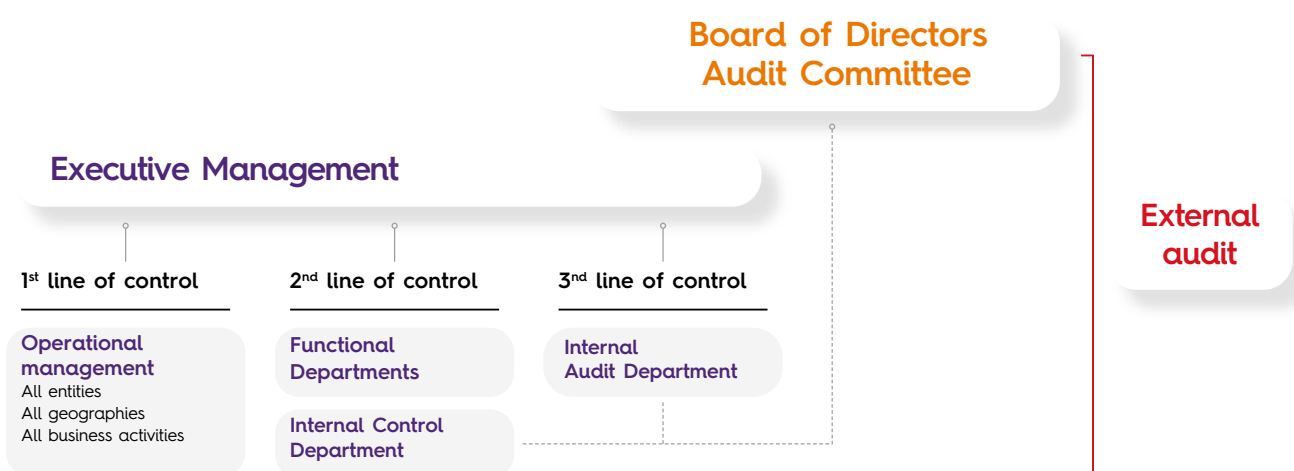 Board of Directors
Audit Committee
Executive Management
External
audit
1st line of control
2nd line of control
3nd line of control
Operational
management
All entities
All geographies
All business activities
Functional
Departments
Internal Control
Department
Internal
Audit Department